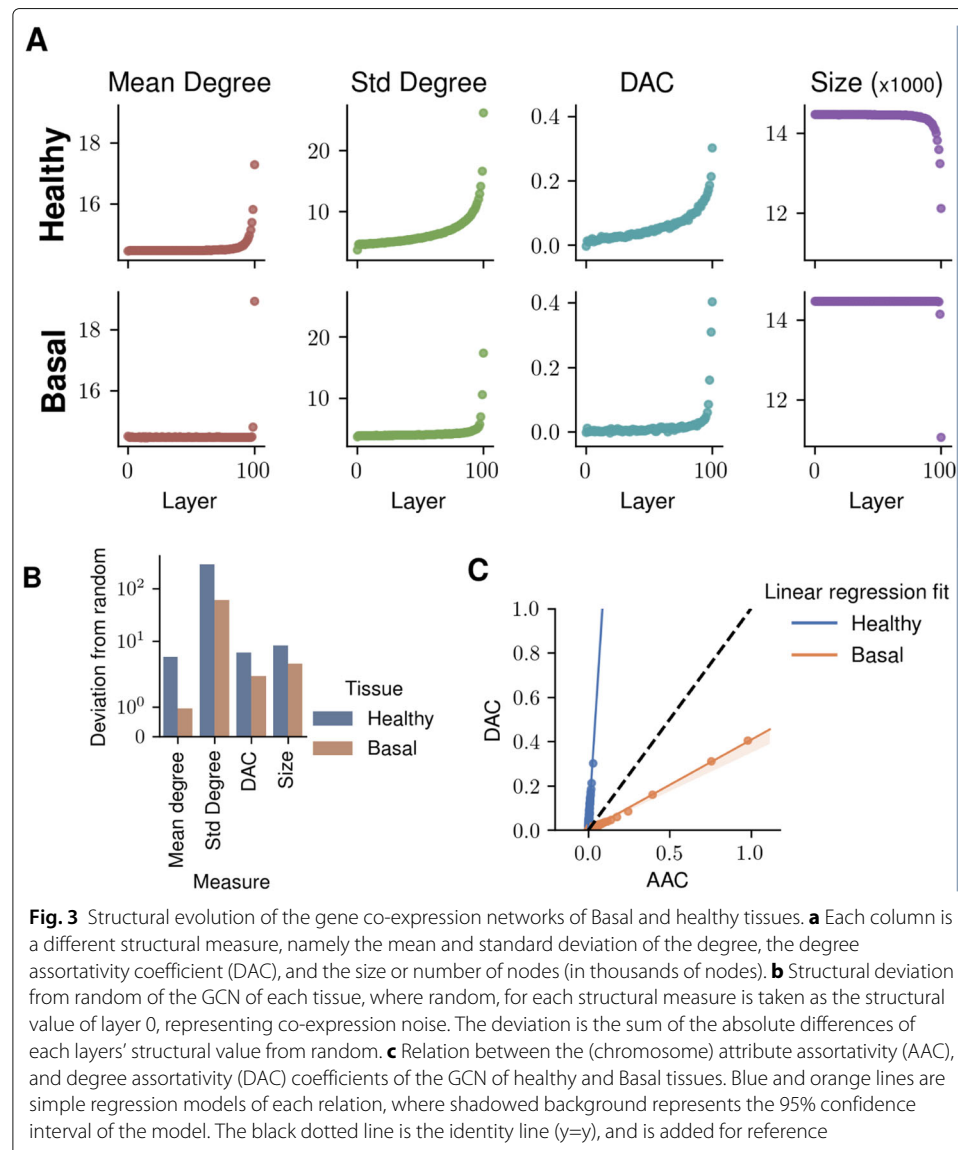 A
Mean Degree Std Degree DAC Size (x1000)
Healthy
18
16
20
10
0.4
0.2
0.0
14
12
Basal
18
16
20
10
0.4
0.2
0.0
14
12
0 100 0 100 0 100 0 100
Layer Layer Layer Layer
B
Deviation from random
10²
10¹
10⁰
0
Mean degree
Std Degree
DAC
Size
Measure
Tissue
Healthy
Basal
C
Linear regression fit
Healthy
Basal
DAC
1.0
0.8
0.6
0.4
0.2
0.0
0.0 0.5 1.0
AAC
Fig. 3 Structural evolution of the gene co-expression networks of Basal and healthy tissues. a Each column is
a different structural measure, namely the mean and standard deviation of the degree, the degree
assortativity coefficient (DAC), and the size or number of nodes (in thousands of nodes). b Structural deviation
from random of the GCN of each tissue, where random, for each structural measure is taken as the structural
value of layer 0, representing co-expression noise. The deviation is the sum of the absolute differences of
each layers' structural value from random. c Relation between the (chromosome) attribute assortativity (AAC),
and degree assortativity (DAC) coefficients of the GCN of healthy and Basal tissues. Blue and orange lines are
simple regression models of each relation, where shadowed background represents the 95% confidence
interval of the model. The black dotted line is the identity line (y=y), and is added for reference